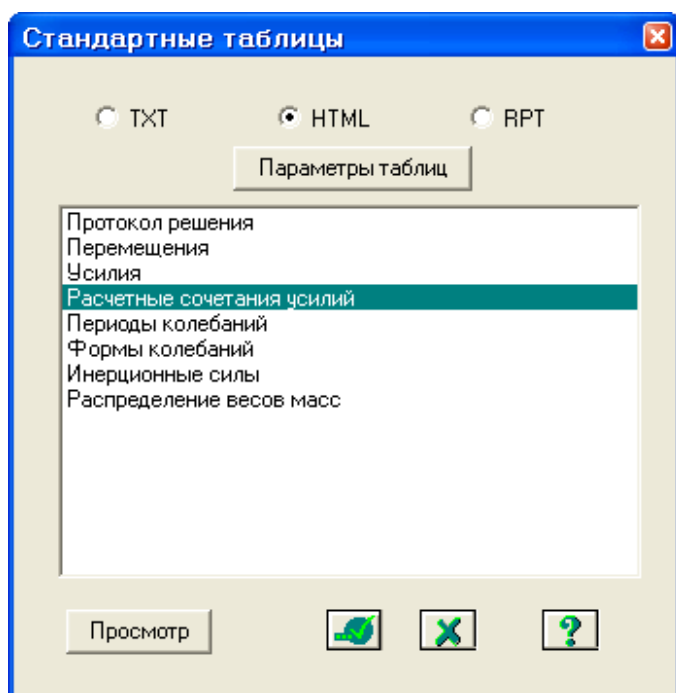 Стандартные таблицы
TXT HTML RPT
Параметры таблиц
Протокол решения
Перемещения
Усилия
Расчетные сочетания усилий
Периоды колебаний
Формы колебаний
Инерционные силы
Распределение весов масс
Просмотр ?